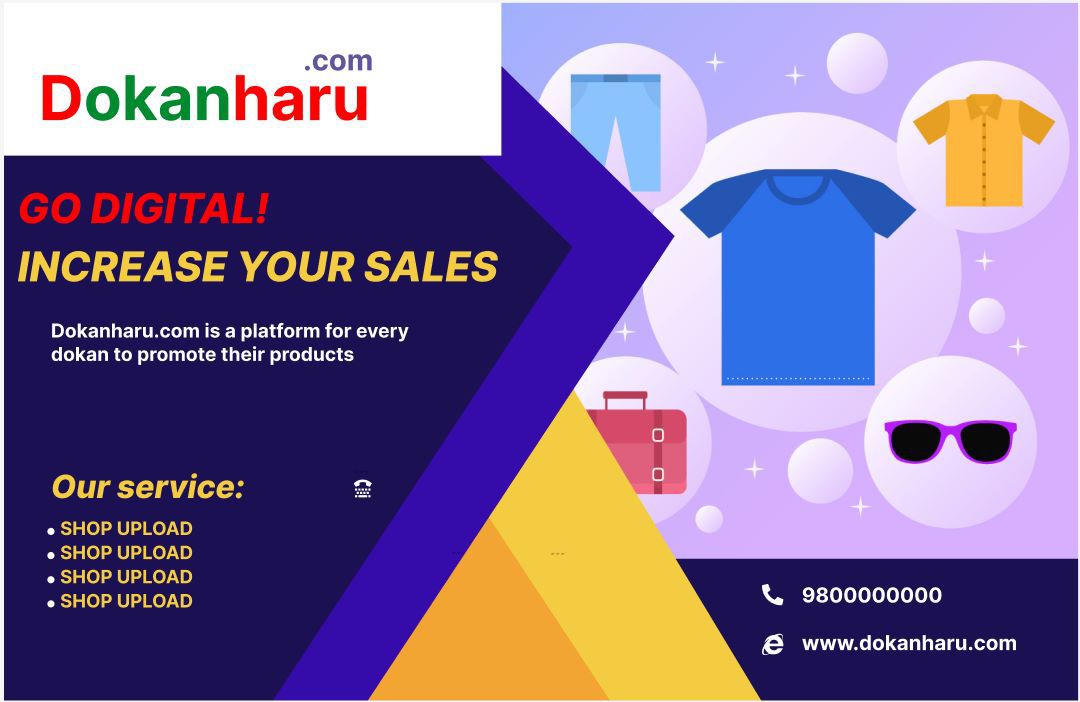 .com
Dokanharu
GO DIGITAL!
INCREASE YOUR SALES
Dokanharu.com is a platform for every
dokan to promote their products
Our service:
• SHOP UPLOAD
• SHOP UPLOAD
• SHOP UPLOAD
• SHOP UPLOAD
9800000000
www.dokanharu.com